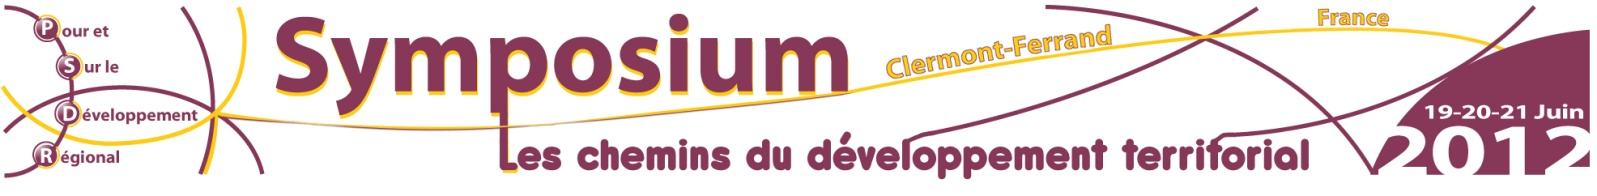 Pour et
Sur le
Développement
Régional
Symposium
Clermont-Ferrand
France
Les chemins du développement territorial
19-20-21 Juin
2012